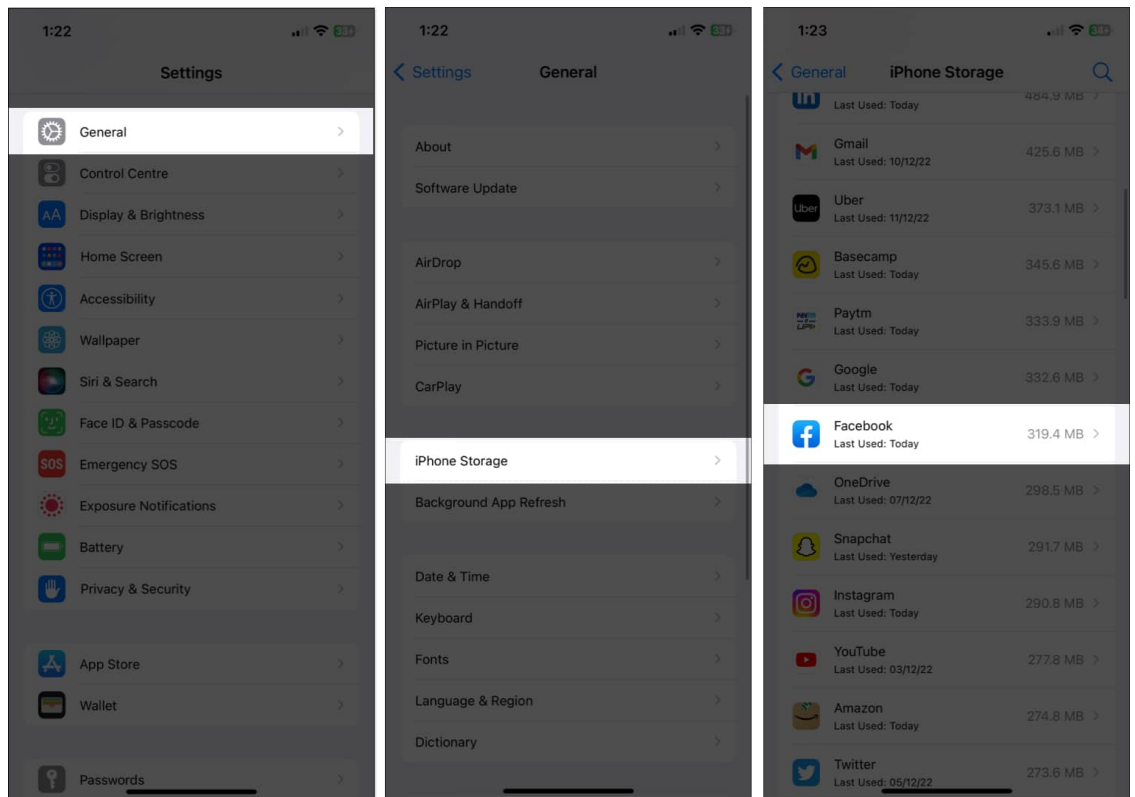 1:22
Settings
General
Control Centre
AA Display & Brightness
Home Screen
Accessibility
Wallpaper
Siri & Search
Face ID & Passcode
SOS Emergency SOS
Exposure Notifications
Battery
Privacy & Security
App Store
Wallet
Passwords
1:22
Settings General
About
Software Update
AirDrop
AirPlay & Handoff
Picture in Picture
CarPlay
iPhone Storage
Background App Refresh
Date & Time
Keyboard
Fonts
Language & Region
Dictionary
1:23
General iPhone Storage
in 484.9 MB
Last Used: Today
Gmail
Last Used: 10/12/22
425.6 MB
Uber Uber
Last Used: 11/12/22
373.1 MB
Basecamp
Last Used: Today
345.6 MB
Paytm
Last Used: Today
333.9 MB
Google
Last Used: Today
332.6 MB
Facebook
Last Used: Today
319.4 MB
OneDrive
Last Used: 07/12/22
298.5 MB
Snapchat
Last Used: Yesterday
291.7 MB
Instagram
Last Used: Today
290.8 MB
YouTube
Last Used: 03/12/22
277.8 MB
Amazon
Last Used: Today
274.8 MB
Twitter
Last Used: 05/12/22
273.6 MB